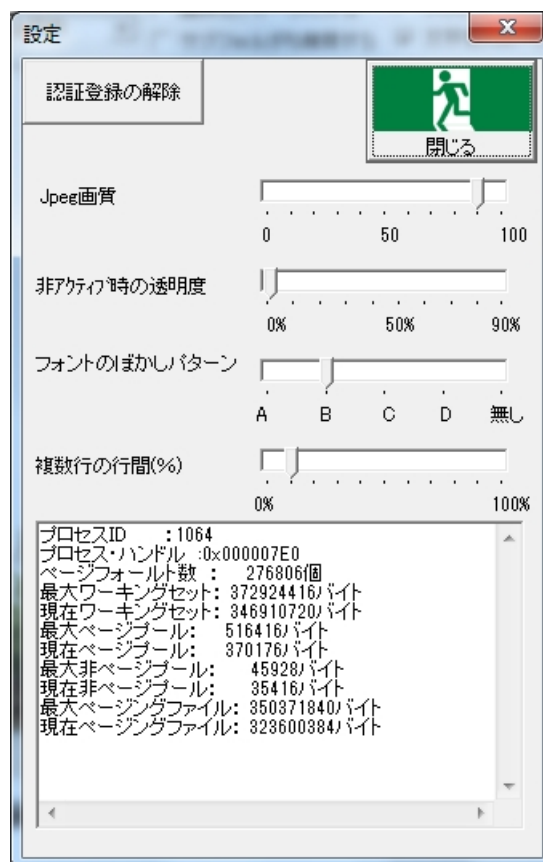 設定
認証登録の解除
閉じる
Jpeg画質
0 50 100
非アクティブ時の透明度
0% 50% 90%
フォントのぼかしパターン
A B C D 無し
複数行の行間(%)
0% 100%
プロセスID :1064
プロセス・ハンドル :0x000007E0
ページフォールト数 : 276806個
最大ワーキングセット: 372924416バイト
現在ワーキングセット: 346910720バイト
最大ページプール: 516416バイト
現在ページプール: 370176バイト
最大非ページプール: 45928バイト
現在非ページプール: 35416バイト
最大ページングファイル: 350371840バイト
現在ページングファイル: 323600384バイト